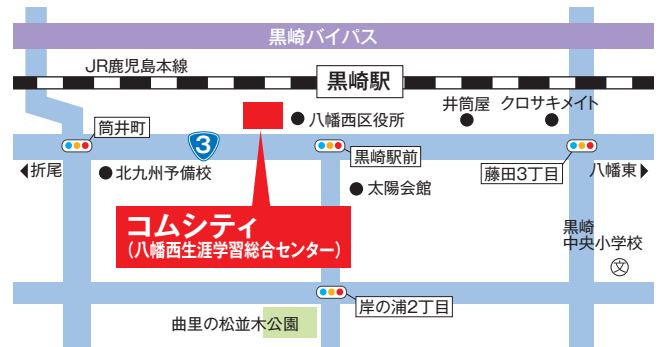 黒崎バイパス
JR鹿児島本線
黒崎駅
井筒屋
クロサキメイト
八幡西区役所
筒井町
3
黒崎駅前
藤田3丁目
折尾
八幡東
北九州予備校
太陽会館
コムシティ
(八幡西生涯学習総合センター)
黒崎
中央小学校
文
岸の浦2丁目
曲里の松並木公園